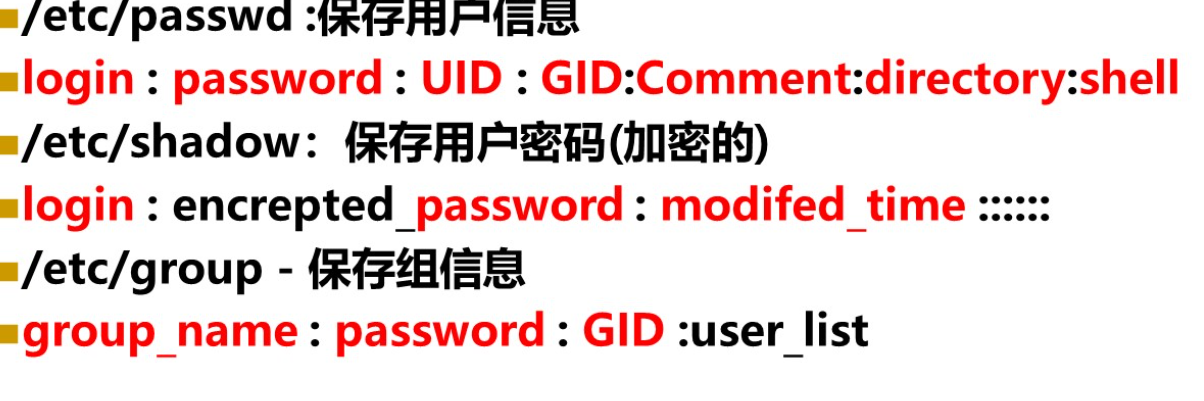 /etc/passwd :保存用户信息
login : password : UID : GID:Comment:directory:shell
/etc/shadow：保存用户密码(加密的)
login : encrepted_password : modifed_time ::::::
/etc/group - 保存组信息
group_name : password : GID :user_list